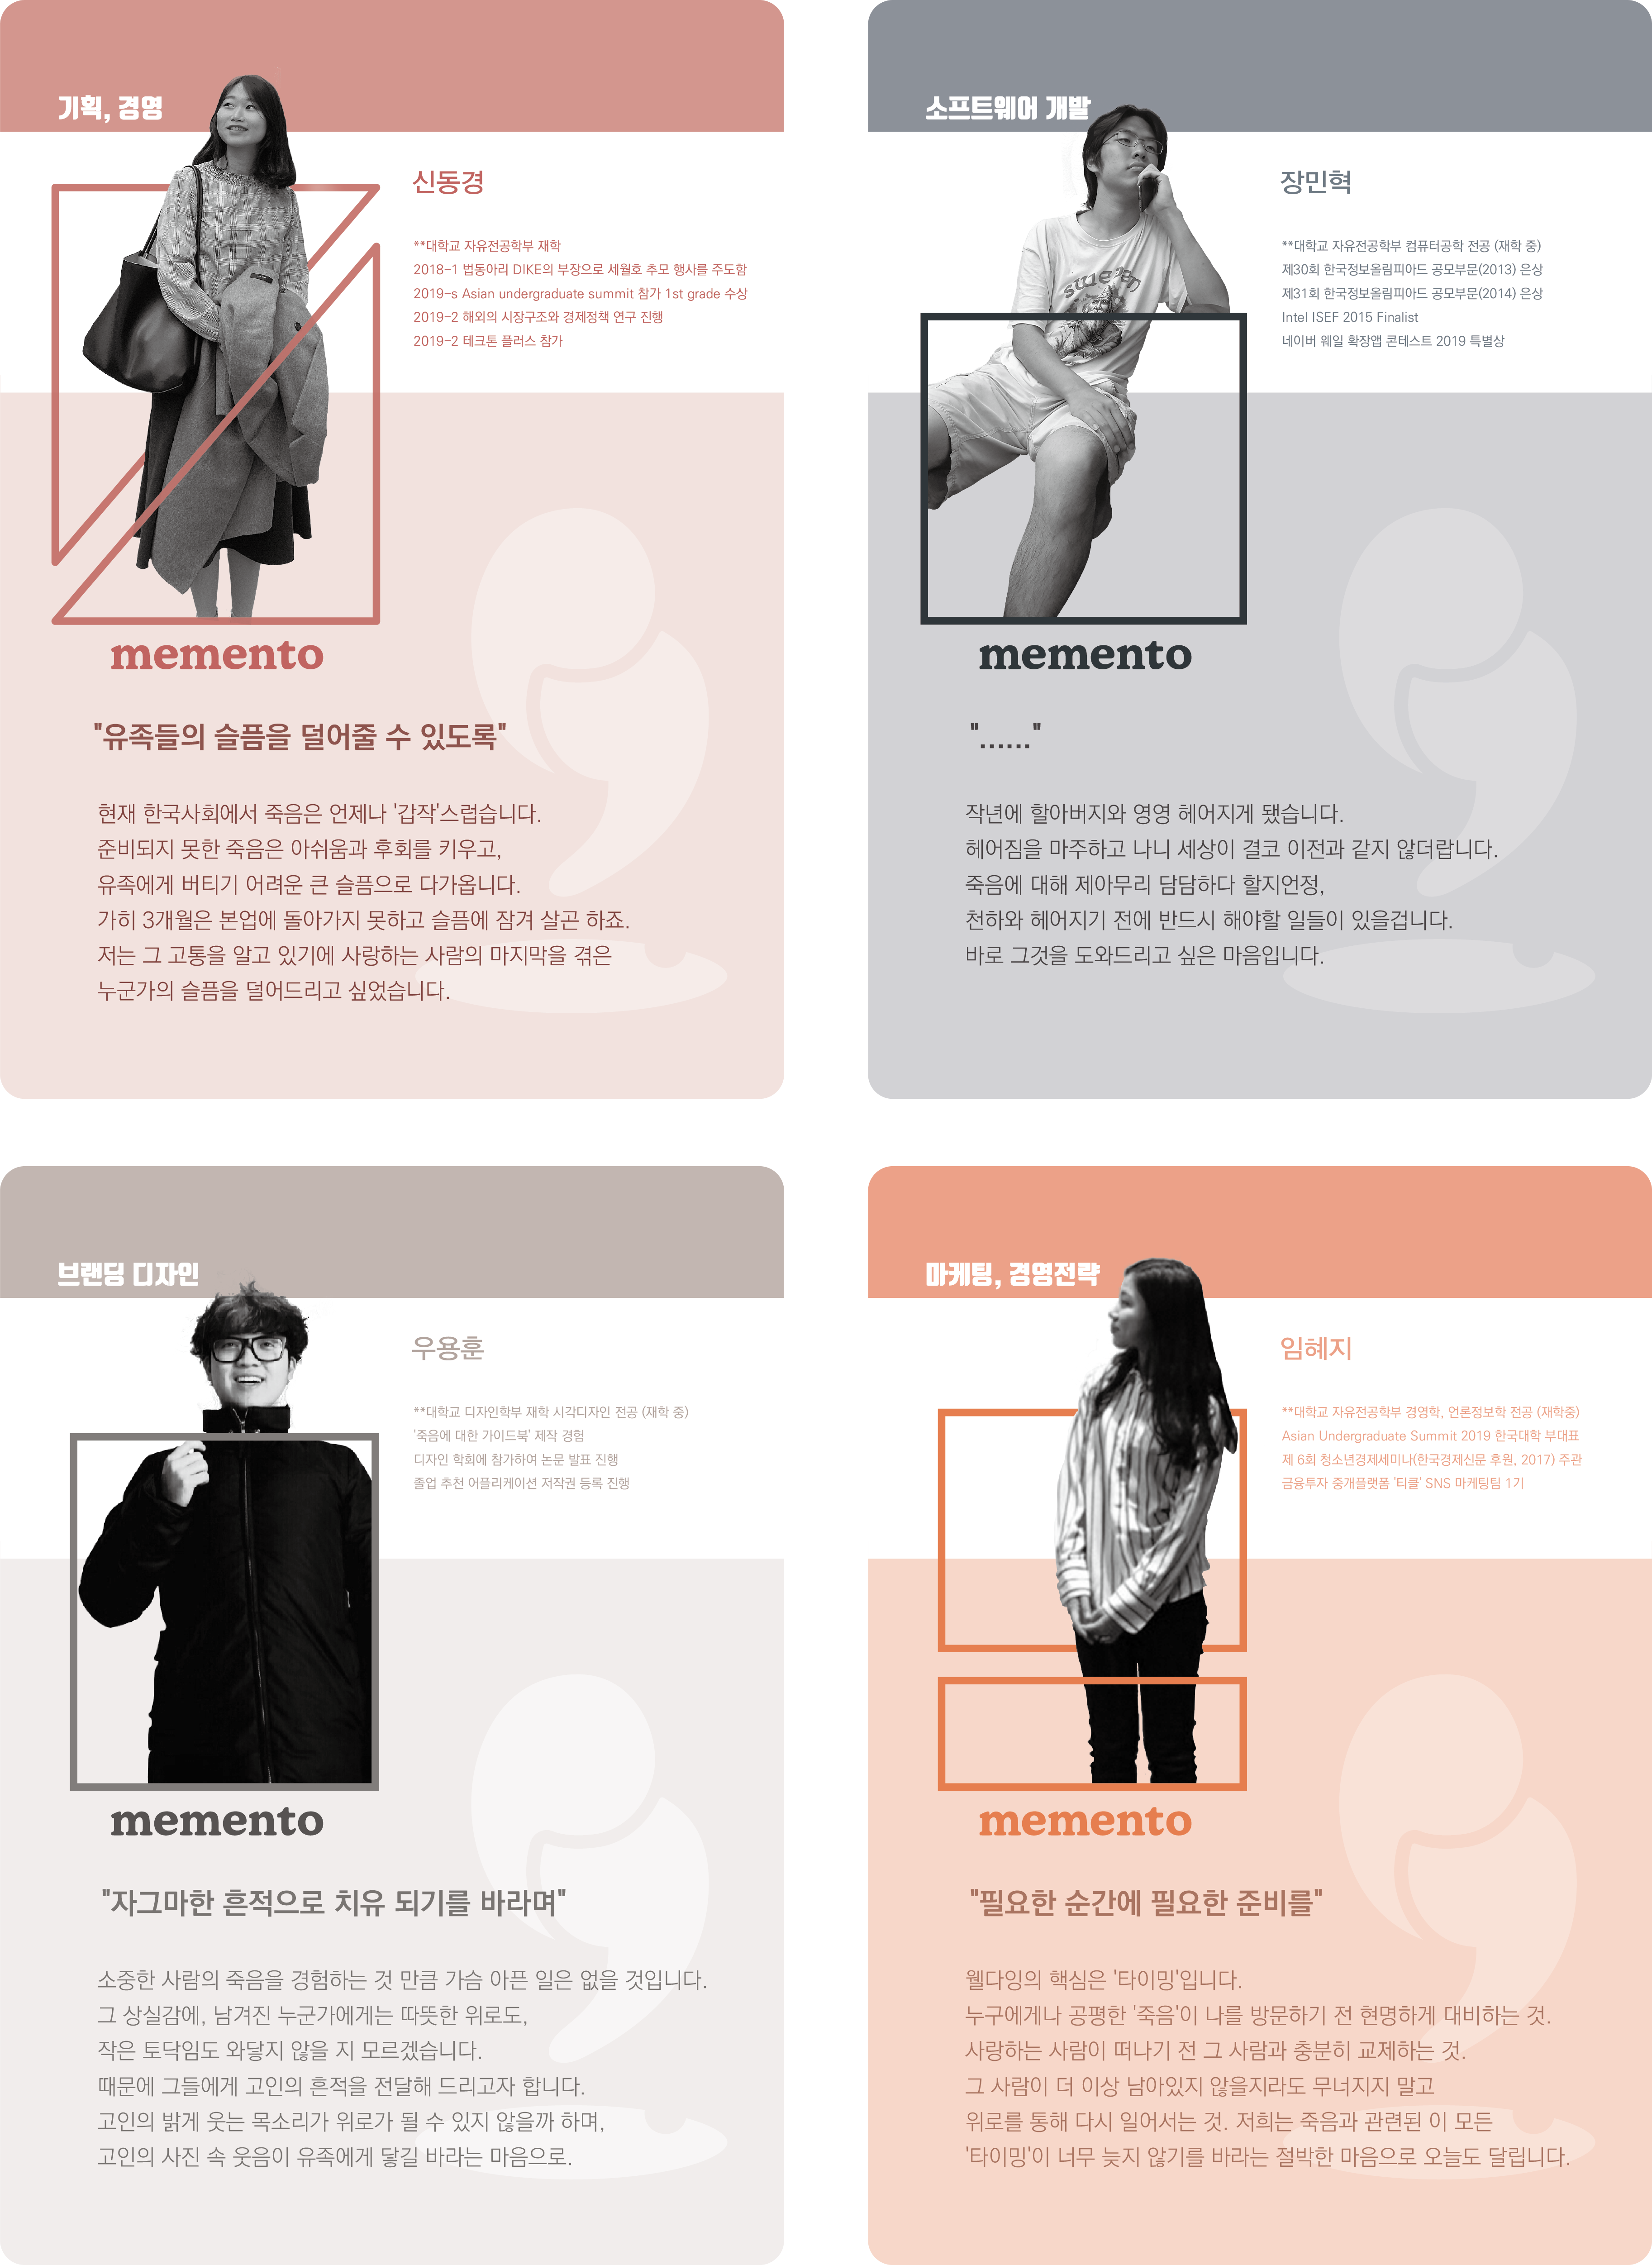 기획, 경영
신동경
**대학교 자유전공학부 재학
2018-1 법동아리 DIKE의 부장으로 세월호 추모 행사를 주도함
2019-s Asian undergraduate summit 참가 1st grade 수상
2019-2 해외의 시장구조와 경제정책 연구 진행
2019-2 테크톤 플러스 참가
memento
"유족들의 슬픔을 덜어줄 수 있도록"
현재 한국사회에서 죽음은 언제나 '갑작'스럽습니다.
준비되지 못한 죽음은 아쉬움과 후회를 키우고,
유족에게 버티기 어려운 큰 슬픔으로 다가옵니다.
가히 3개월은 본업에 돌아가지 못하고 슬픔에 잠겨 살곤 하죠.
저는 그 고통을 알고 있기에 사랑하는 사람의 마지막을 겪은
누군가의 슬픔을 덜어드리고 싶었습니다.
소프트웨어 개발
장민혁
**대학교 자유전공학부 컴퓨터공학 전공 (재학 중)
제30회 한국정보올림피아드 공모부문(2013) 은상
제31회 한국정보올림피아드 공모부문(2014) 은상
Intel ISEF 2015 Finalist
네이버 웨일 확장앱 콘테스트 2019 특별상
memento
"......"
작년에 할아버지와 영영 헤어지게 됐습니다.
헤어짐을 마주하고 나니 세상이 결코 이전과 같지 않더랍니다.
죽음에 대해 제아무리 담담하다 할지언정,
천하와 헤어지기 전에 반드시 해야할 일들이 있을겁니다.
바로 그것을 도와드리고 싶은 마음입니다.
브랜딩 디자인
우용훈
**대학교 디자인학부 재학 시각디자인 전공 (재학 중)
'죽음에 대한 가이드북' 제작 경험
디자인 학회에 참가하여 논문 발표 진행
졸업 추천 어플리케이션 저작권 등록 진행
memento
"자그마한 흔적으로 치유 되기를 바라며"
소중한 사람의 죽음을 경험하는 것 만큼 가슴 아픈 일은 없을 것입니다.
그 상실감에, 남겨진 누군가에게는 따뜻한 위로도,
작은 토닥임도 와닿지 않을 지 모르겠습니다.
때문에 그들에게 고인의 흔적을 전달해 드리고자 합니다.
고인의 밝게 웃는 목소리가 위로가 될 수 있지 않을까 하며,
고인의 사진 속 웃음이 유족에게 닿길 바라는 마음으로.
마케팅, 경영전략
임혜지
**대학교 자유전공학부 경영학, 언론정보학 전공 (재학중)
Asian Undergraduate Summit 2019 한국대학 부대표
제 6회 청소년경제세미나(한국경제신문 후원, 2017) 주관
금융투자 중개플랫폼 '티클' SNS 마케팅팀 1기
memento
"필요한 순간에 필요한 준비를"
웰다잉의 핵심은 '타이밍'입니다.
누구에게나 공평한 '죽음'이 나를 방문하기 전 현명하게 대비하는 것.
사랑하는 사람이 떠나기 전 그 사람과 충분히 교제하는 것.
그 사람이 더 이상 남아있지 않을지라도 무너지지 말고
위로를 통해 다시 일어서는 것. 저희는 죽음과 관련된 이 모든
'타이밍'이 너무 늦지 않기를 바라는 절박한 마음으로 오늘도 달립니다.